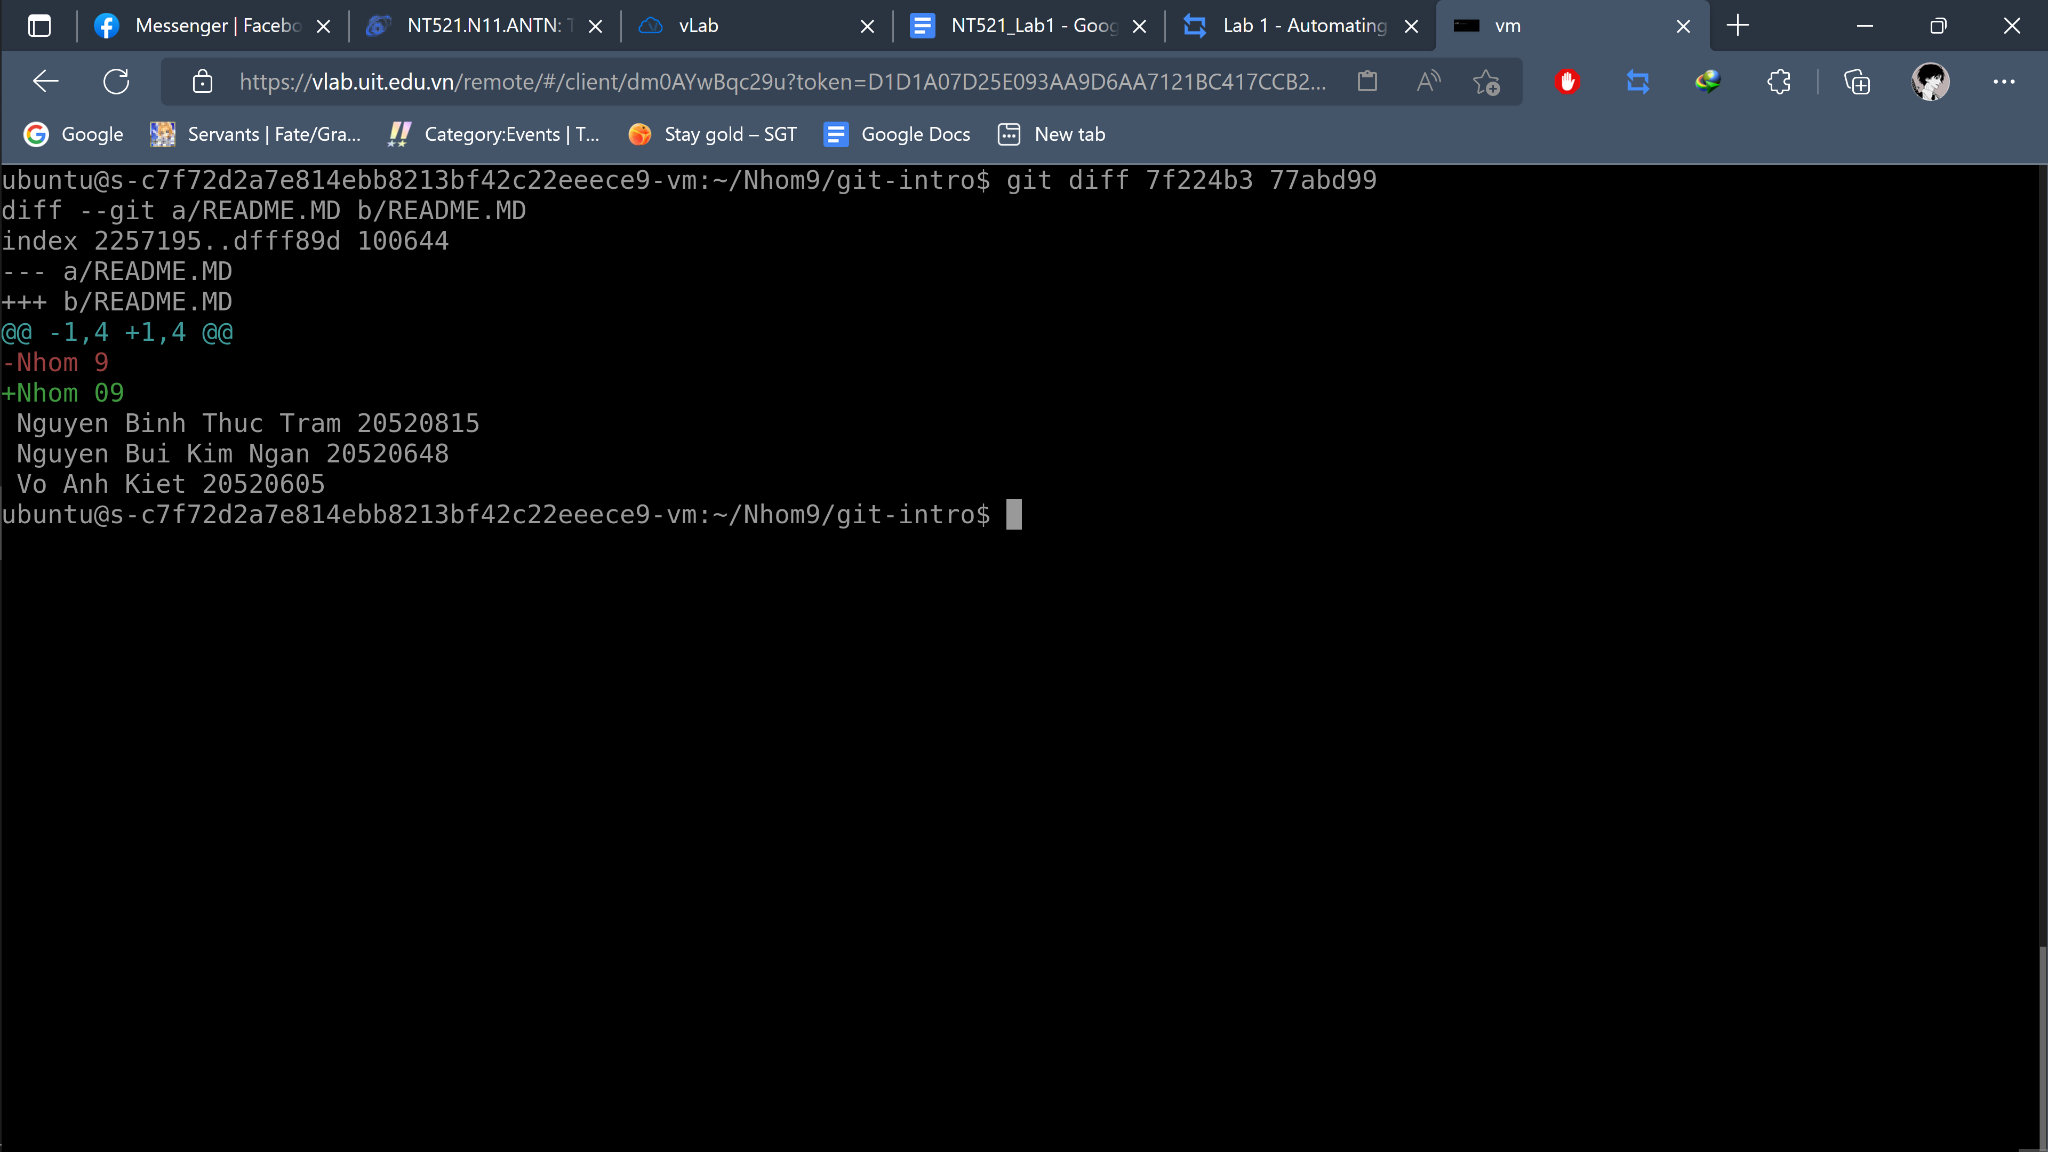 Messenger | Facebo
NT521.N11.ANTN: T
vLab
NT521_Lab1 - Goog
Lab 1 - Automating
vm
https://vlab.uit.edu.vn/remote/#/client/dm0AYwBqc29u?token=D1D1A07D25E093AA9D6AA7121BC417CCB2...
Google
Servants | Fate/Gra...
Category:Events | T...
Stay gold – SGT
Google Docs
New tab
ubuntu@s-c7f72d2a7e814ebb8213bf42c22eeece9-vm:~/Nhom9/git-intro$ git diff 7f224b3 77abd99
diff --git a/README.MD b/README.MD
index 2257195..dfff89d 100644
--- a/README.MD
+++ b/README.MD
@@ -1,4 +1,4 @@
-Nhom 9
+Nhom 09
 Nguyen Binh Thuc Tram 20520815
 Nguyen Bui Kim Ngan 20520648
 Vo Anh Kiet 20520605
ubuntu@s-c7f72d2a7e814ebb8213bf42c22eeece9-vm:~/Nhom9/git-intro$